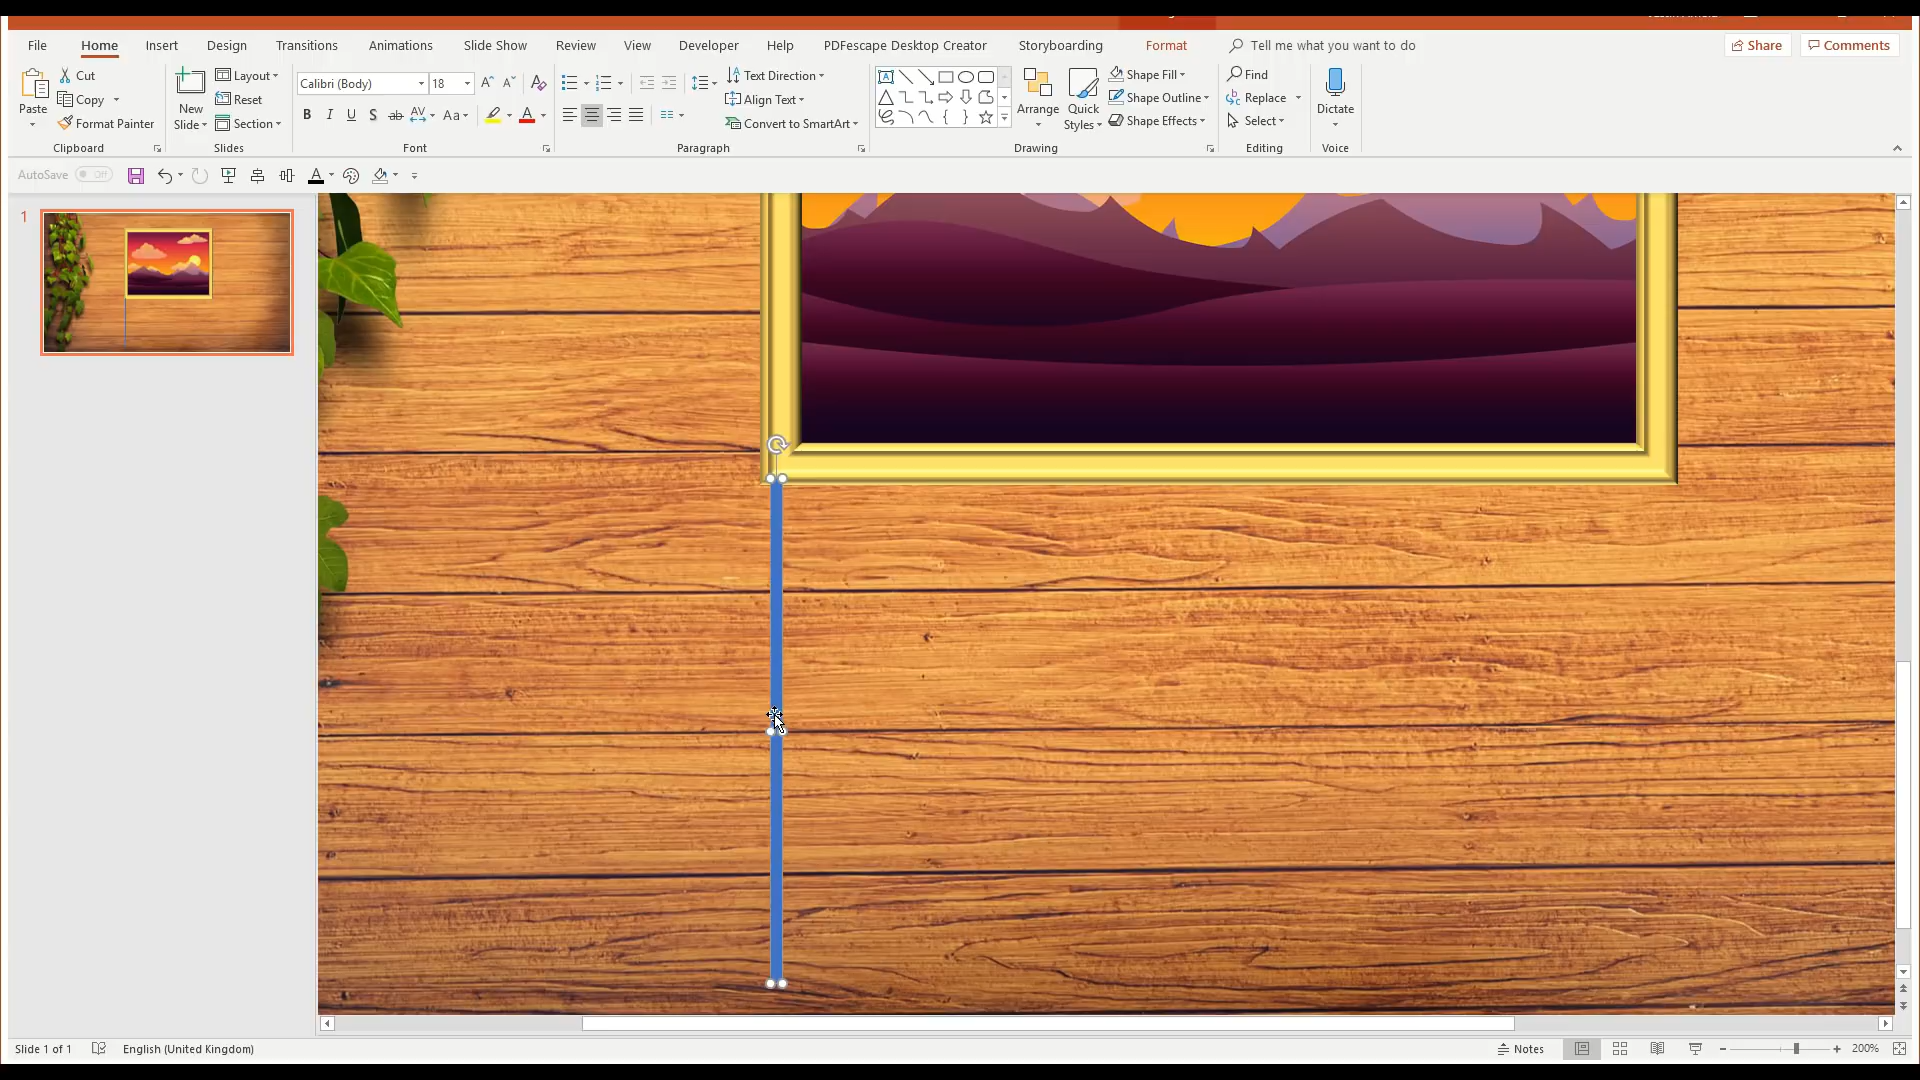 File Home Insert Design Transitions Animations Slide Show Review View Developer Help PDFescape Desktop Creator Storyboarding Format Tell me what you want to do Share Comments
Paste Cut Copy Format Painter Clipboard
New Slide Layout Reset Section Slides
Calibri (Body) 18 B I U S ab AV Aa A Font
Text Direction Align Text Convert to SmartArt Paragraph
Arrange Quick Styles Shape Fill Shape Outline Shape Effects Drawing
Find Replace Select Editing
Dictate Voice
AutoSave Off A
1
Slide 1 of 1 English (United Kingdom) Notes 200%